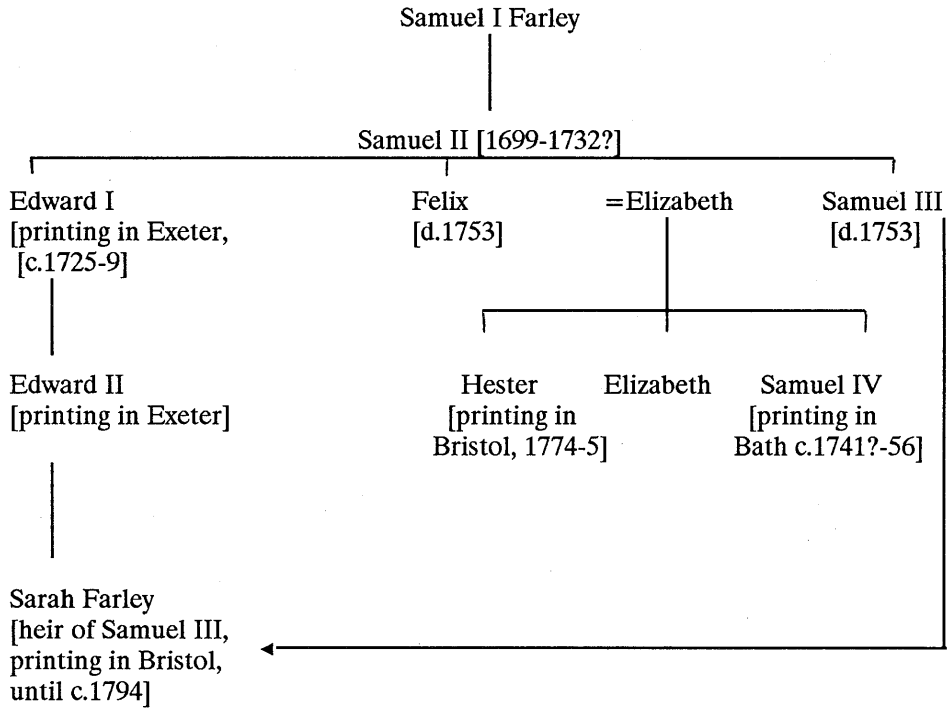 Samuel I Farley
Samuel II [1699-1732?]
Edward I
[printing in Exeter,
[c.1725-9]
Felix
[d.1753]
=Elizabeth
Samuel III
[d.1753]
Edward II
[printing in Exeter]
Hester
[printing in
Bristol, 1774-5]
Elizabeth
Samuel IV
[printing in
Bath c.1741?-56]
Sarah Farley
[heir of Samuel III,
printing in Bristol,
until c.1794]